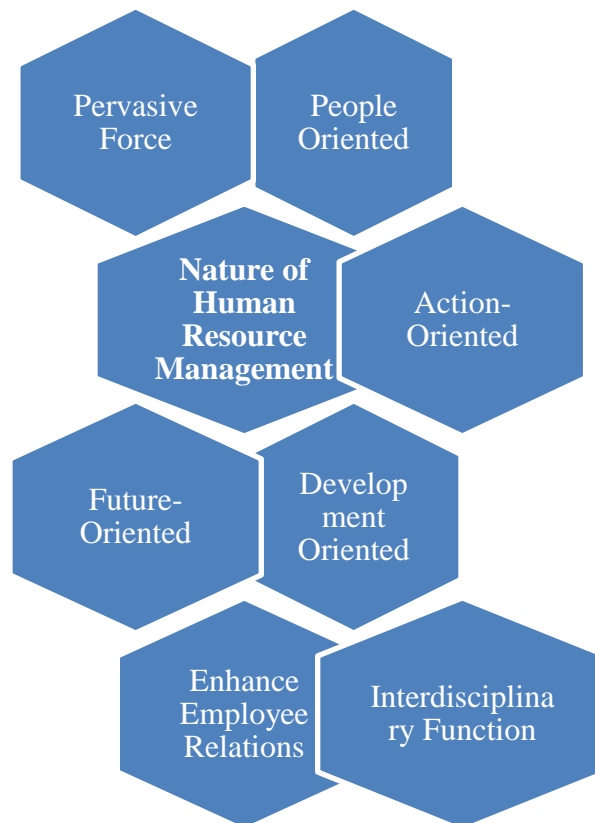 Pervasive
Force
People
Oriented
Nature of
Human
Resource
Management
Action-
Oriented
Future-
Oriented
Develop
ment
Oriented
Enhance
Employee
Relations
Interdisciplina
ry Function